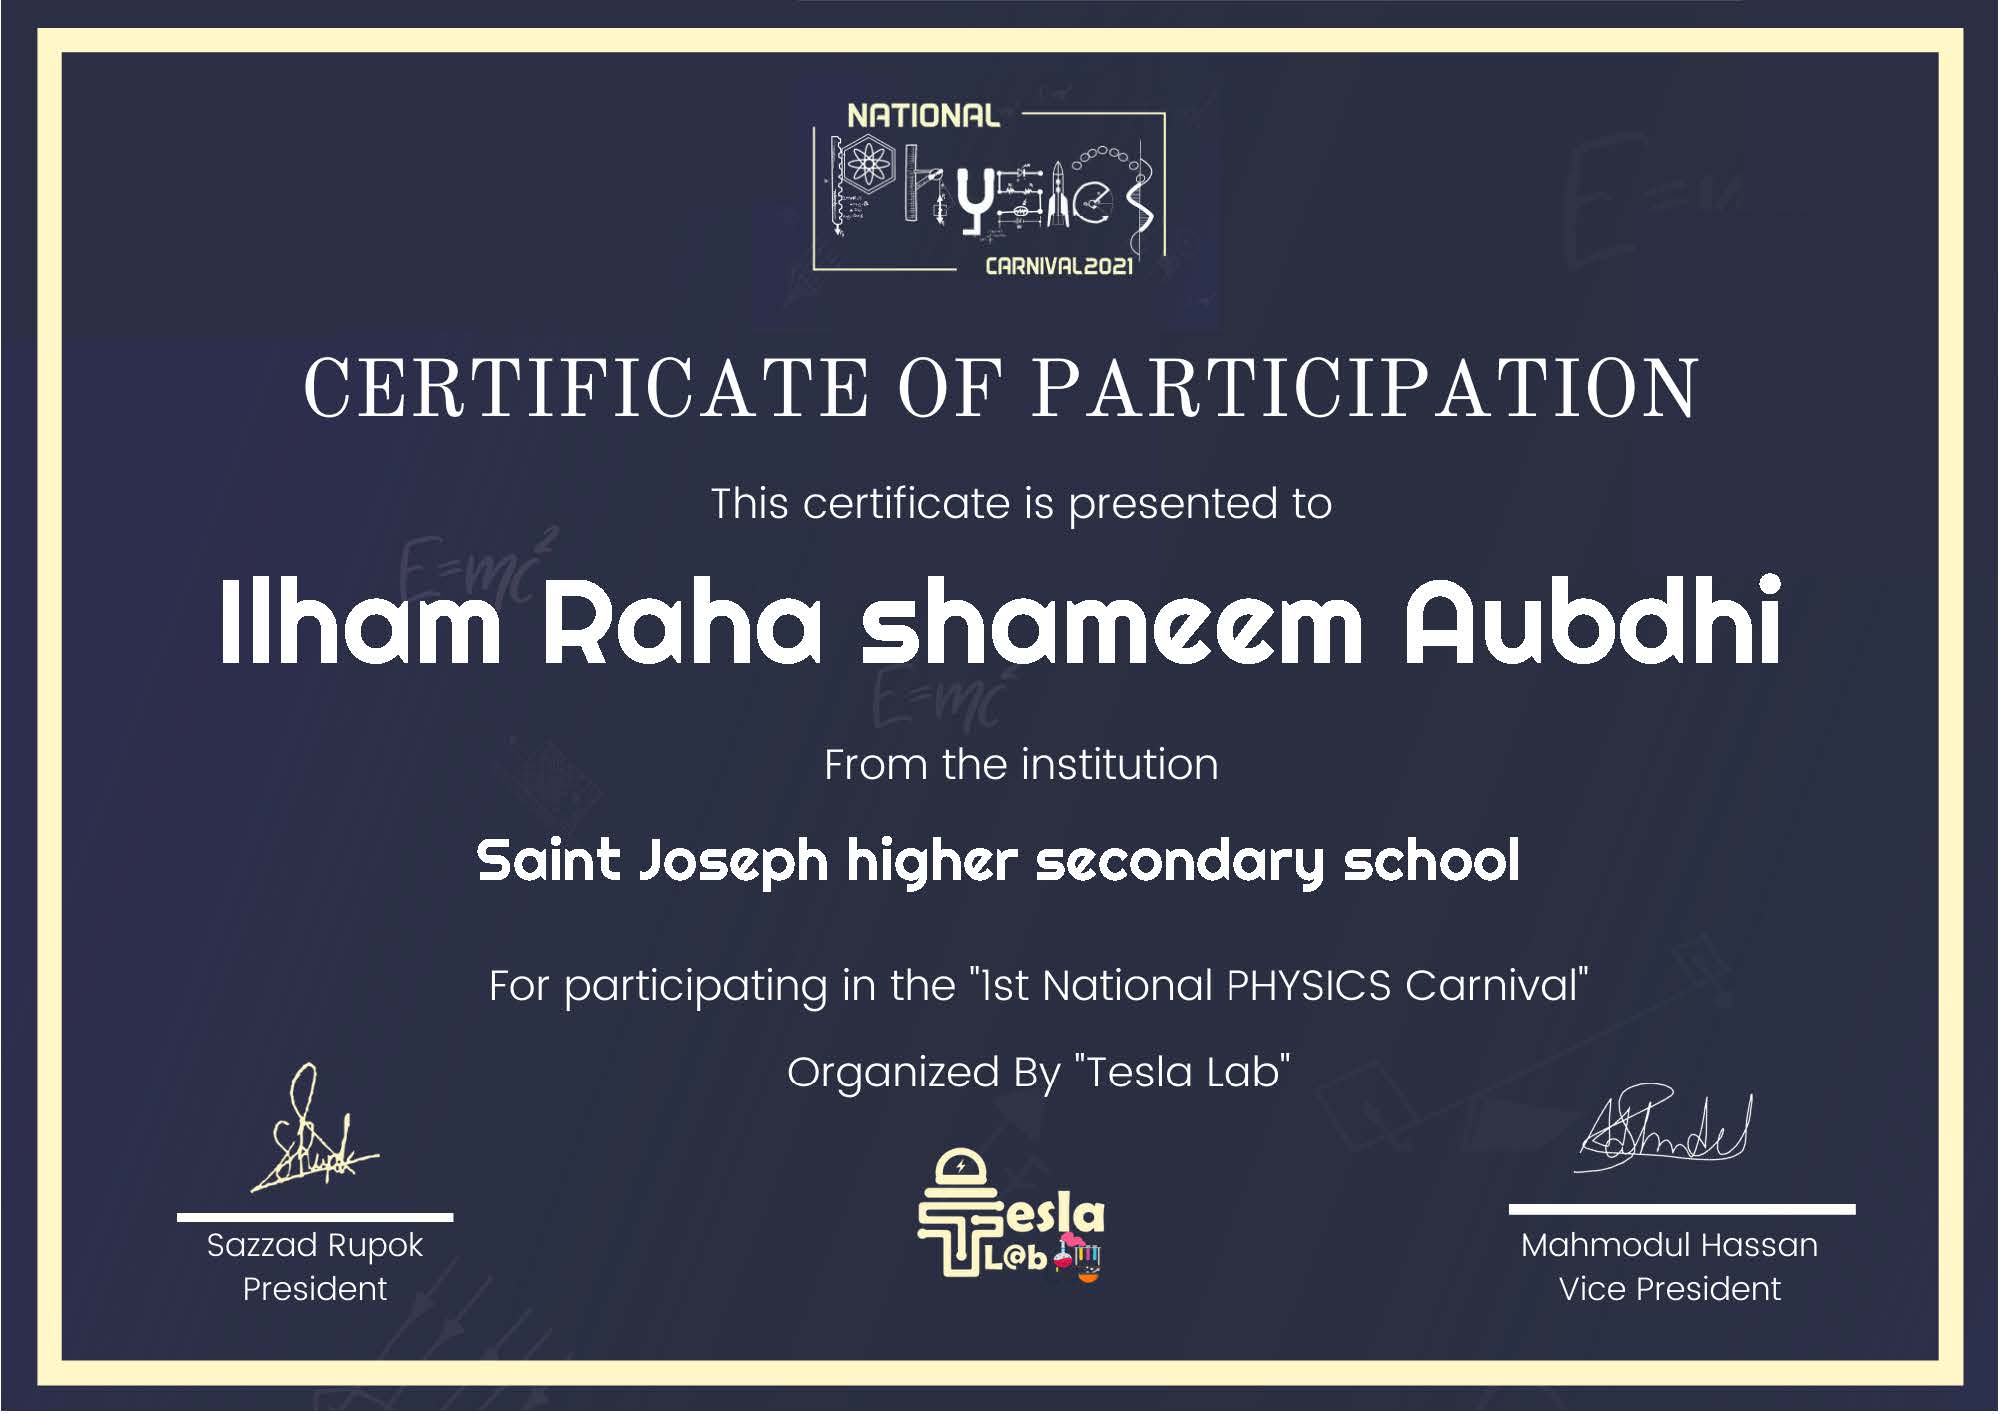 NATIONAL
Physics
CARNIVAL2021
CERTIFICATE OF PARTICIPATION
This certificate is presented to
E=mc²
Ilham Raha shameem Aubdhi
E=mc²
From the institution
Saint Joseph higher secondary school
For participating in the "1st National PHYSICS Carnival"
Organized By "Tesla Lab"
Tesla
L@b
Sazzad Rupok
President
Mahmodul Hassan
Vice President